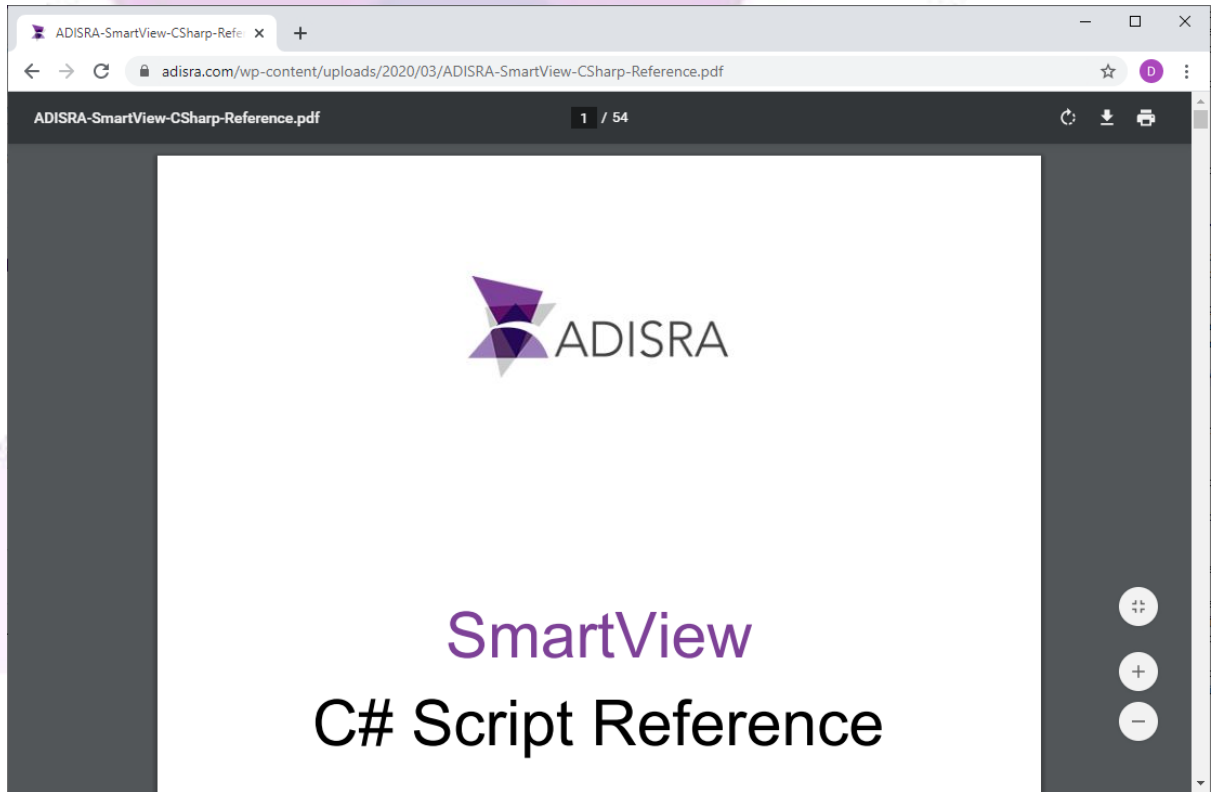 ADISRA-SmartView-CSharp-Refe
adisra.com/wp-content/uploads/2020/03/ADISRA-SmartView-CSharp-Reference.pdf
D
ADISRA-SmartView-CSharp-Reference.pdf
1 / 54
ADISRA
SmartView
C# Script Reference